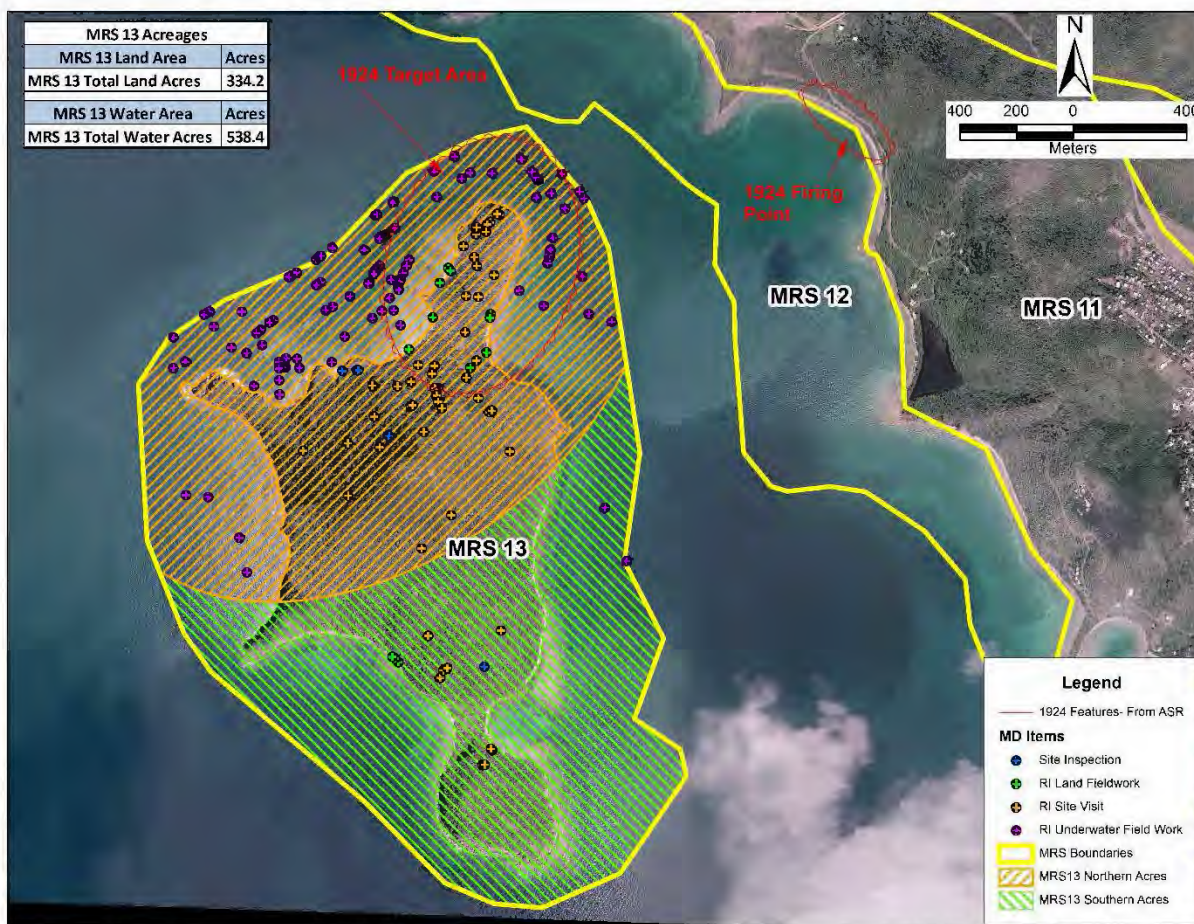 MRS 13 Acreages
MRS 13 Land Area Acres
MRS 13 Total Land Acres 334.2
MRS 13 Water Area Acres
MRS 13 Total Water Acres 538.4
1924 Target Area
N
400 200 0 400
Meters
1924 Firing
Point
MRS 12
MRS 11
MRS 13
Legend
1924 Features- From ASR
MD Items
Site Inspection
RI Land Fieldwork
RI Site Visit
RI Underwater Field Work
MRS Boundaries
MRS13 Northern Acres
MRS13 Southern Acres